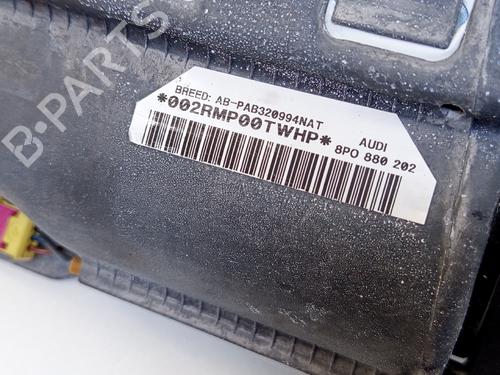 B-PARTS
BREED: AB-PAB320994NAT
*002RMP00TWHP*
AUDI
8P0 880 202